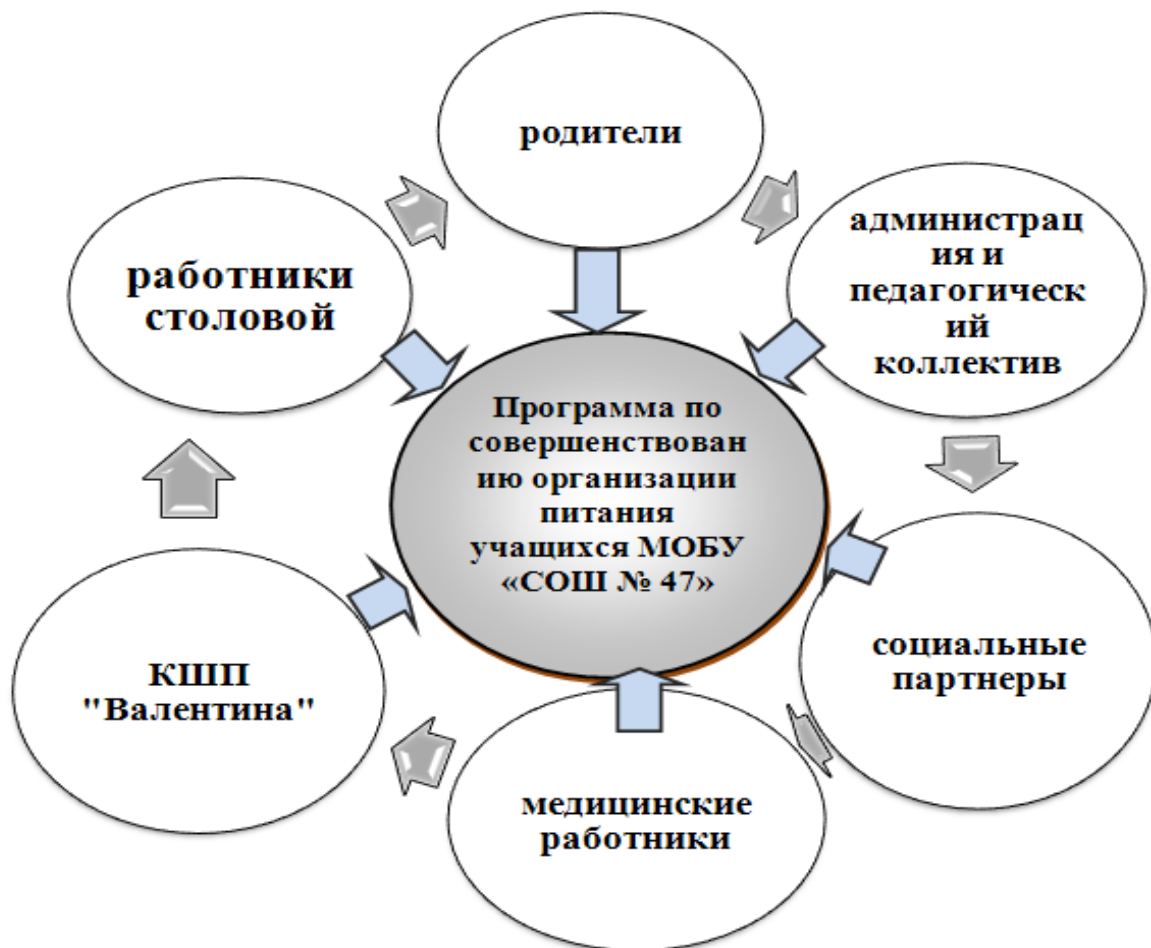 родители
администрац
ия и
педагогическ
ий
коллектив
работники
столовой
Программа по
совершенствован
ию организации
питания
учащихся МОБУ
«СОШ № 47»
социальные
партнеры
КШП
"Валентина"
медицинские
работники